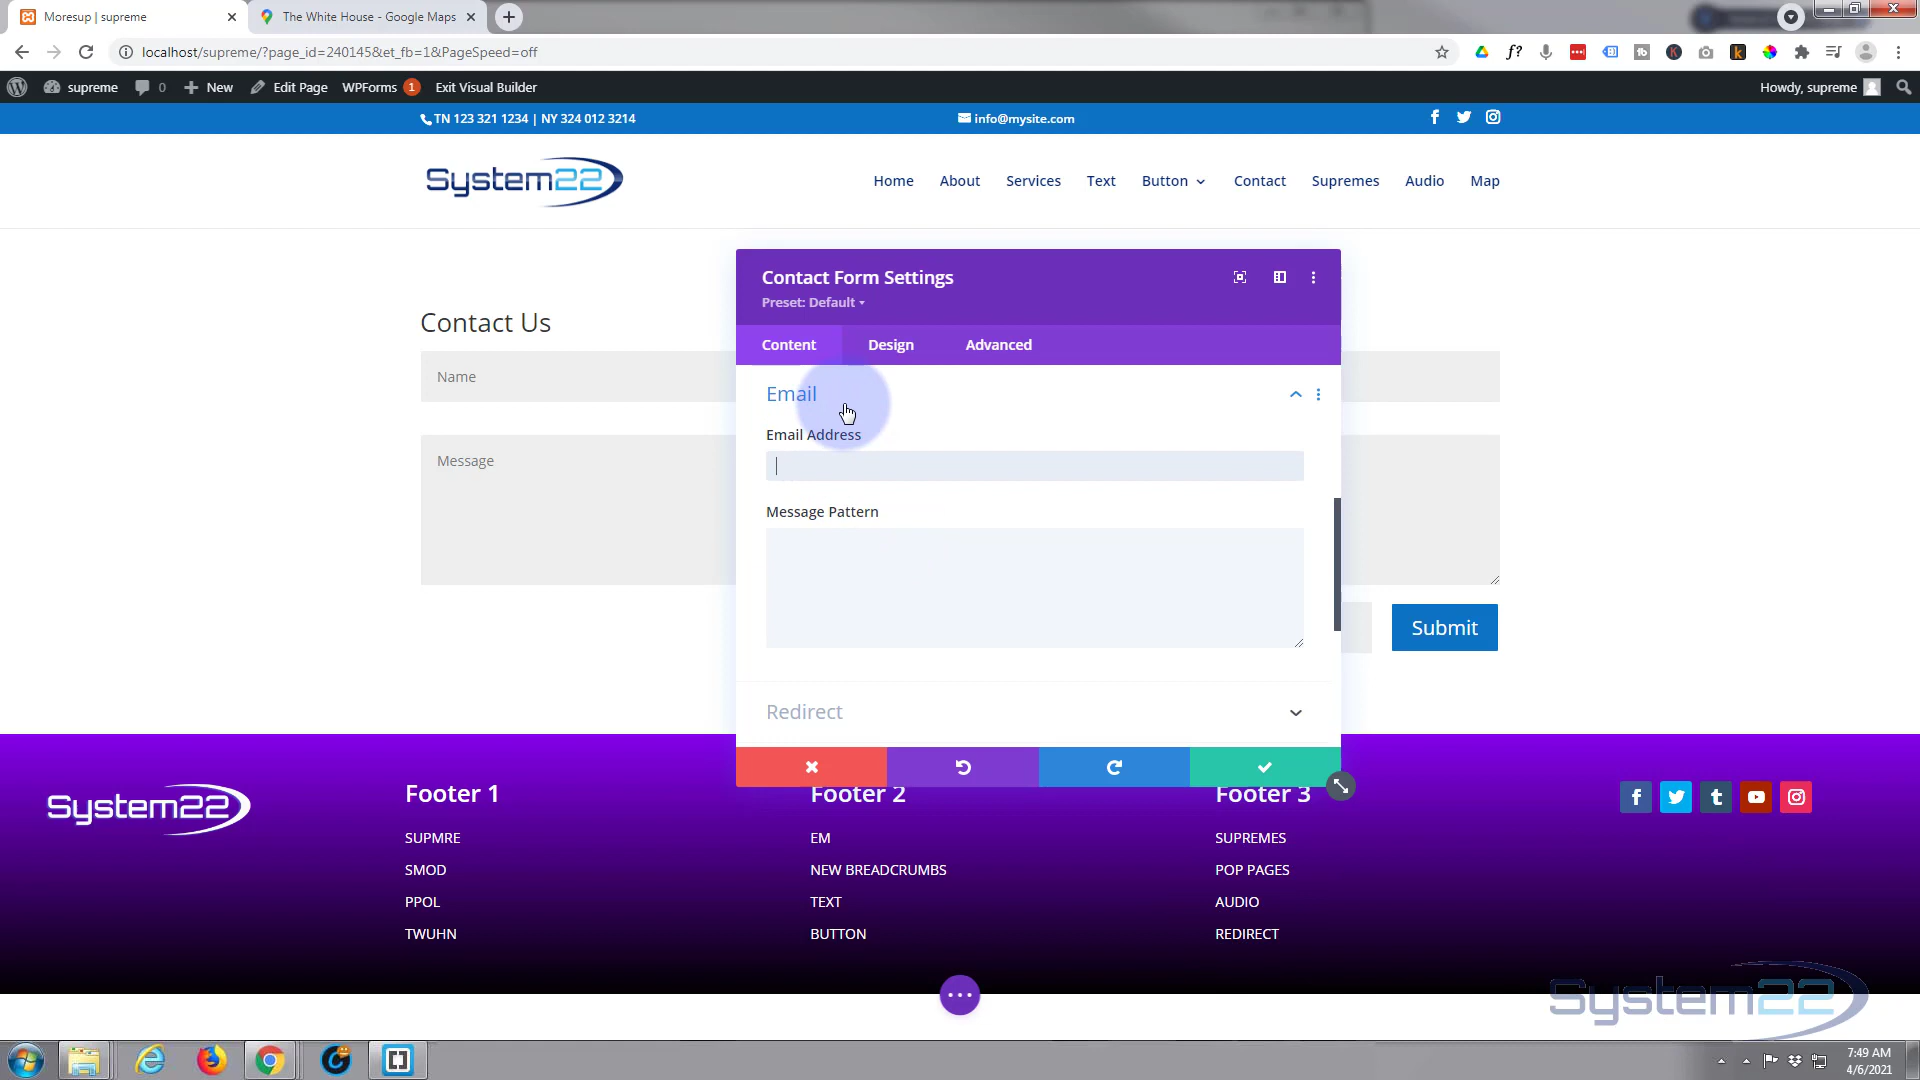 Moresup | supreme
The White House - Google Maps
localhost/supreme/?page_id=240145&et_fb=1&PageSpeed=off
supreme 0 New Edit Page WPForms 1 Exit Visual Builder Howdy, supreme
TN 123 321 1234 | NY 324 012 3214 info@mysite.com
System22 Home About Services Text Button Contact Supremes Audio Map
Contact Us
Name
Message
Submit
Contact Form Settings
Preset: Default
Content Design Advanced
Email
Email Address
Message Pattern
Redirect
System22
Footer 1
SUPMRE
SMOD
PPOL
TWUHN
Footer 2
EM
NEW BREADCRUMBS
TEXT
BUTTON
Footer 3
SUPREMES
POP PAGES
AUDIO
REDIRECT
System22
7:49 AM
4/6/2021